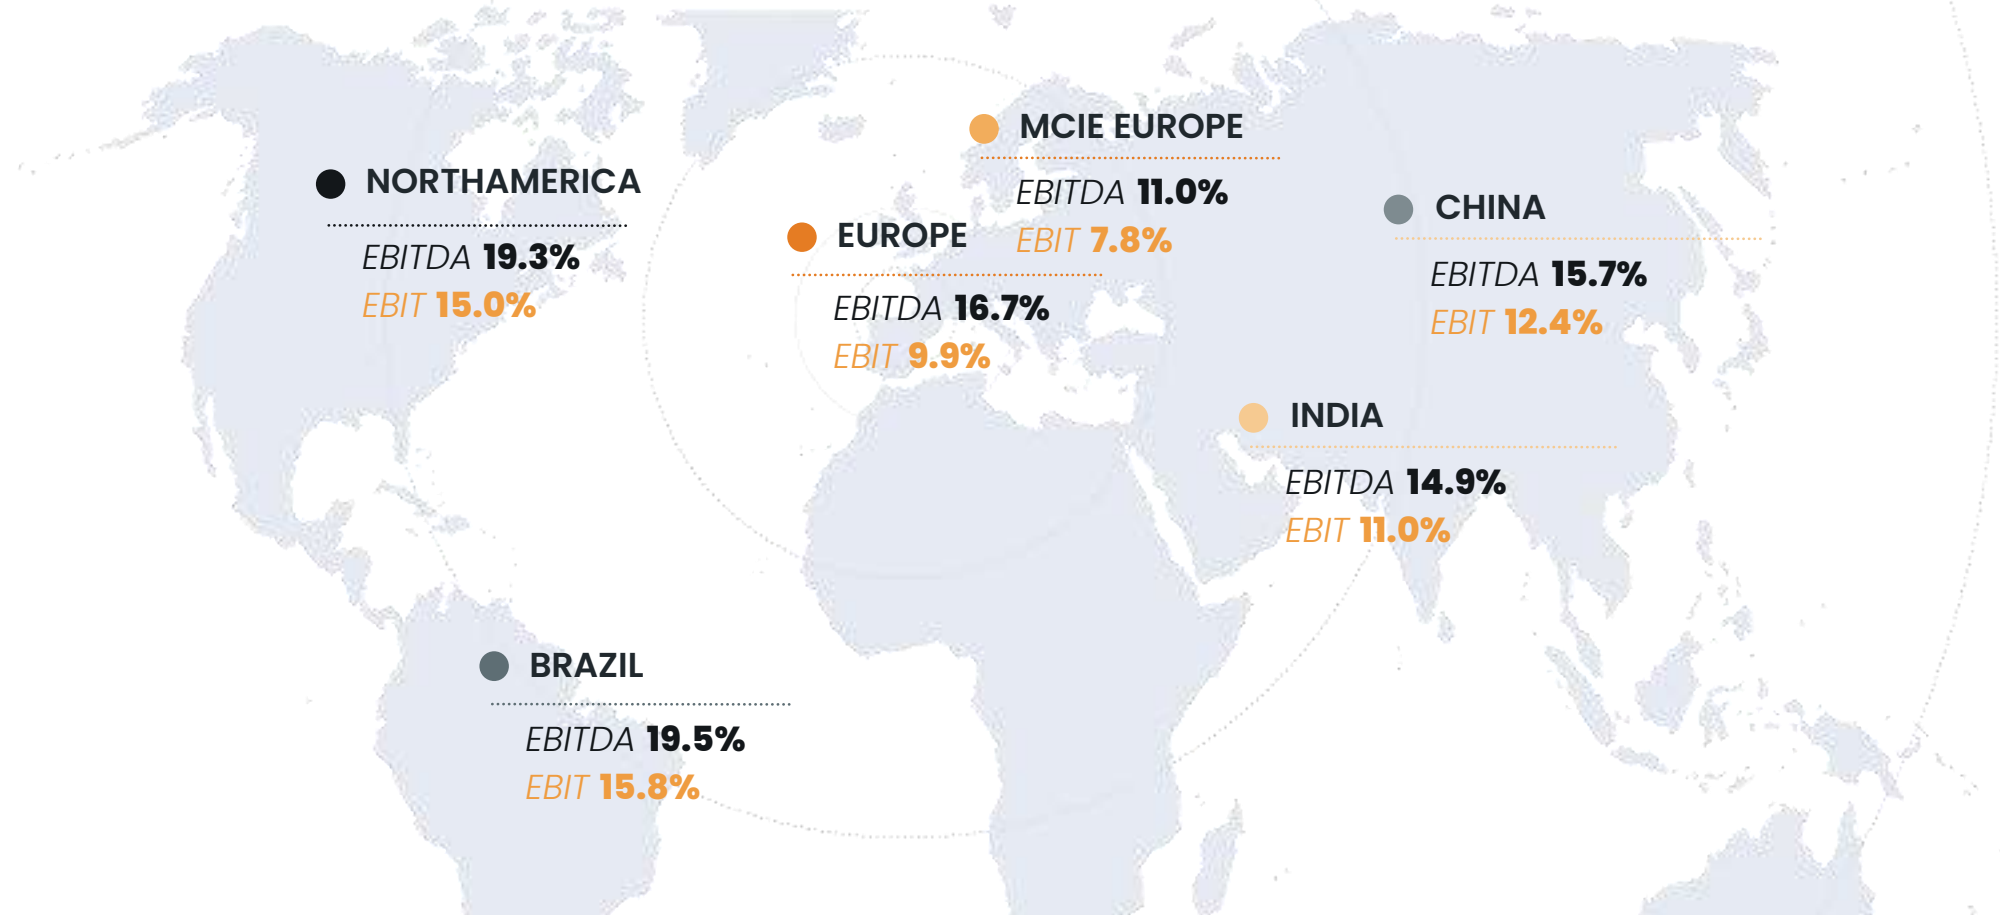 NORTHAMERICA
EBITDA 19.3%
EBIT 15.0%
MCIE EUROPE
EBITDA 11.0%
EBIT 7.8%
EUROPE
EBITDA 16.7%
EBIT 9.9%
CHINA
EBITDA 15.7%
EBIT 12.4%
INDIA
EBITDA 14.9%
EBIT 11.0%
BRAZIL
EBITDA 19.5%
EBIT 15.8%